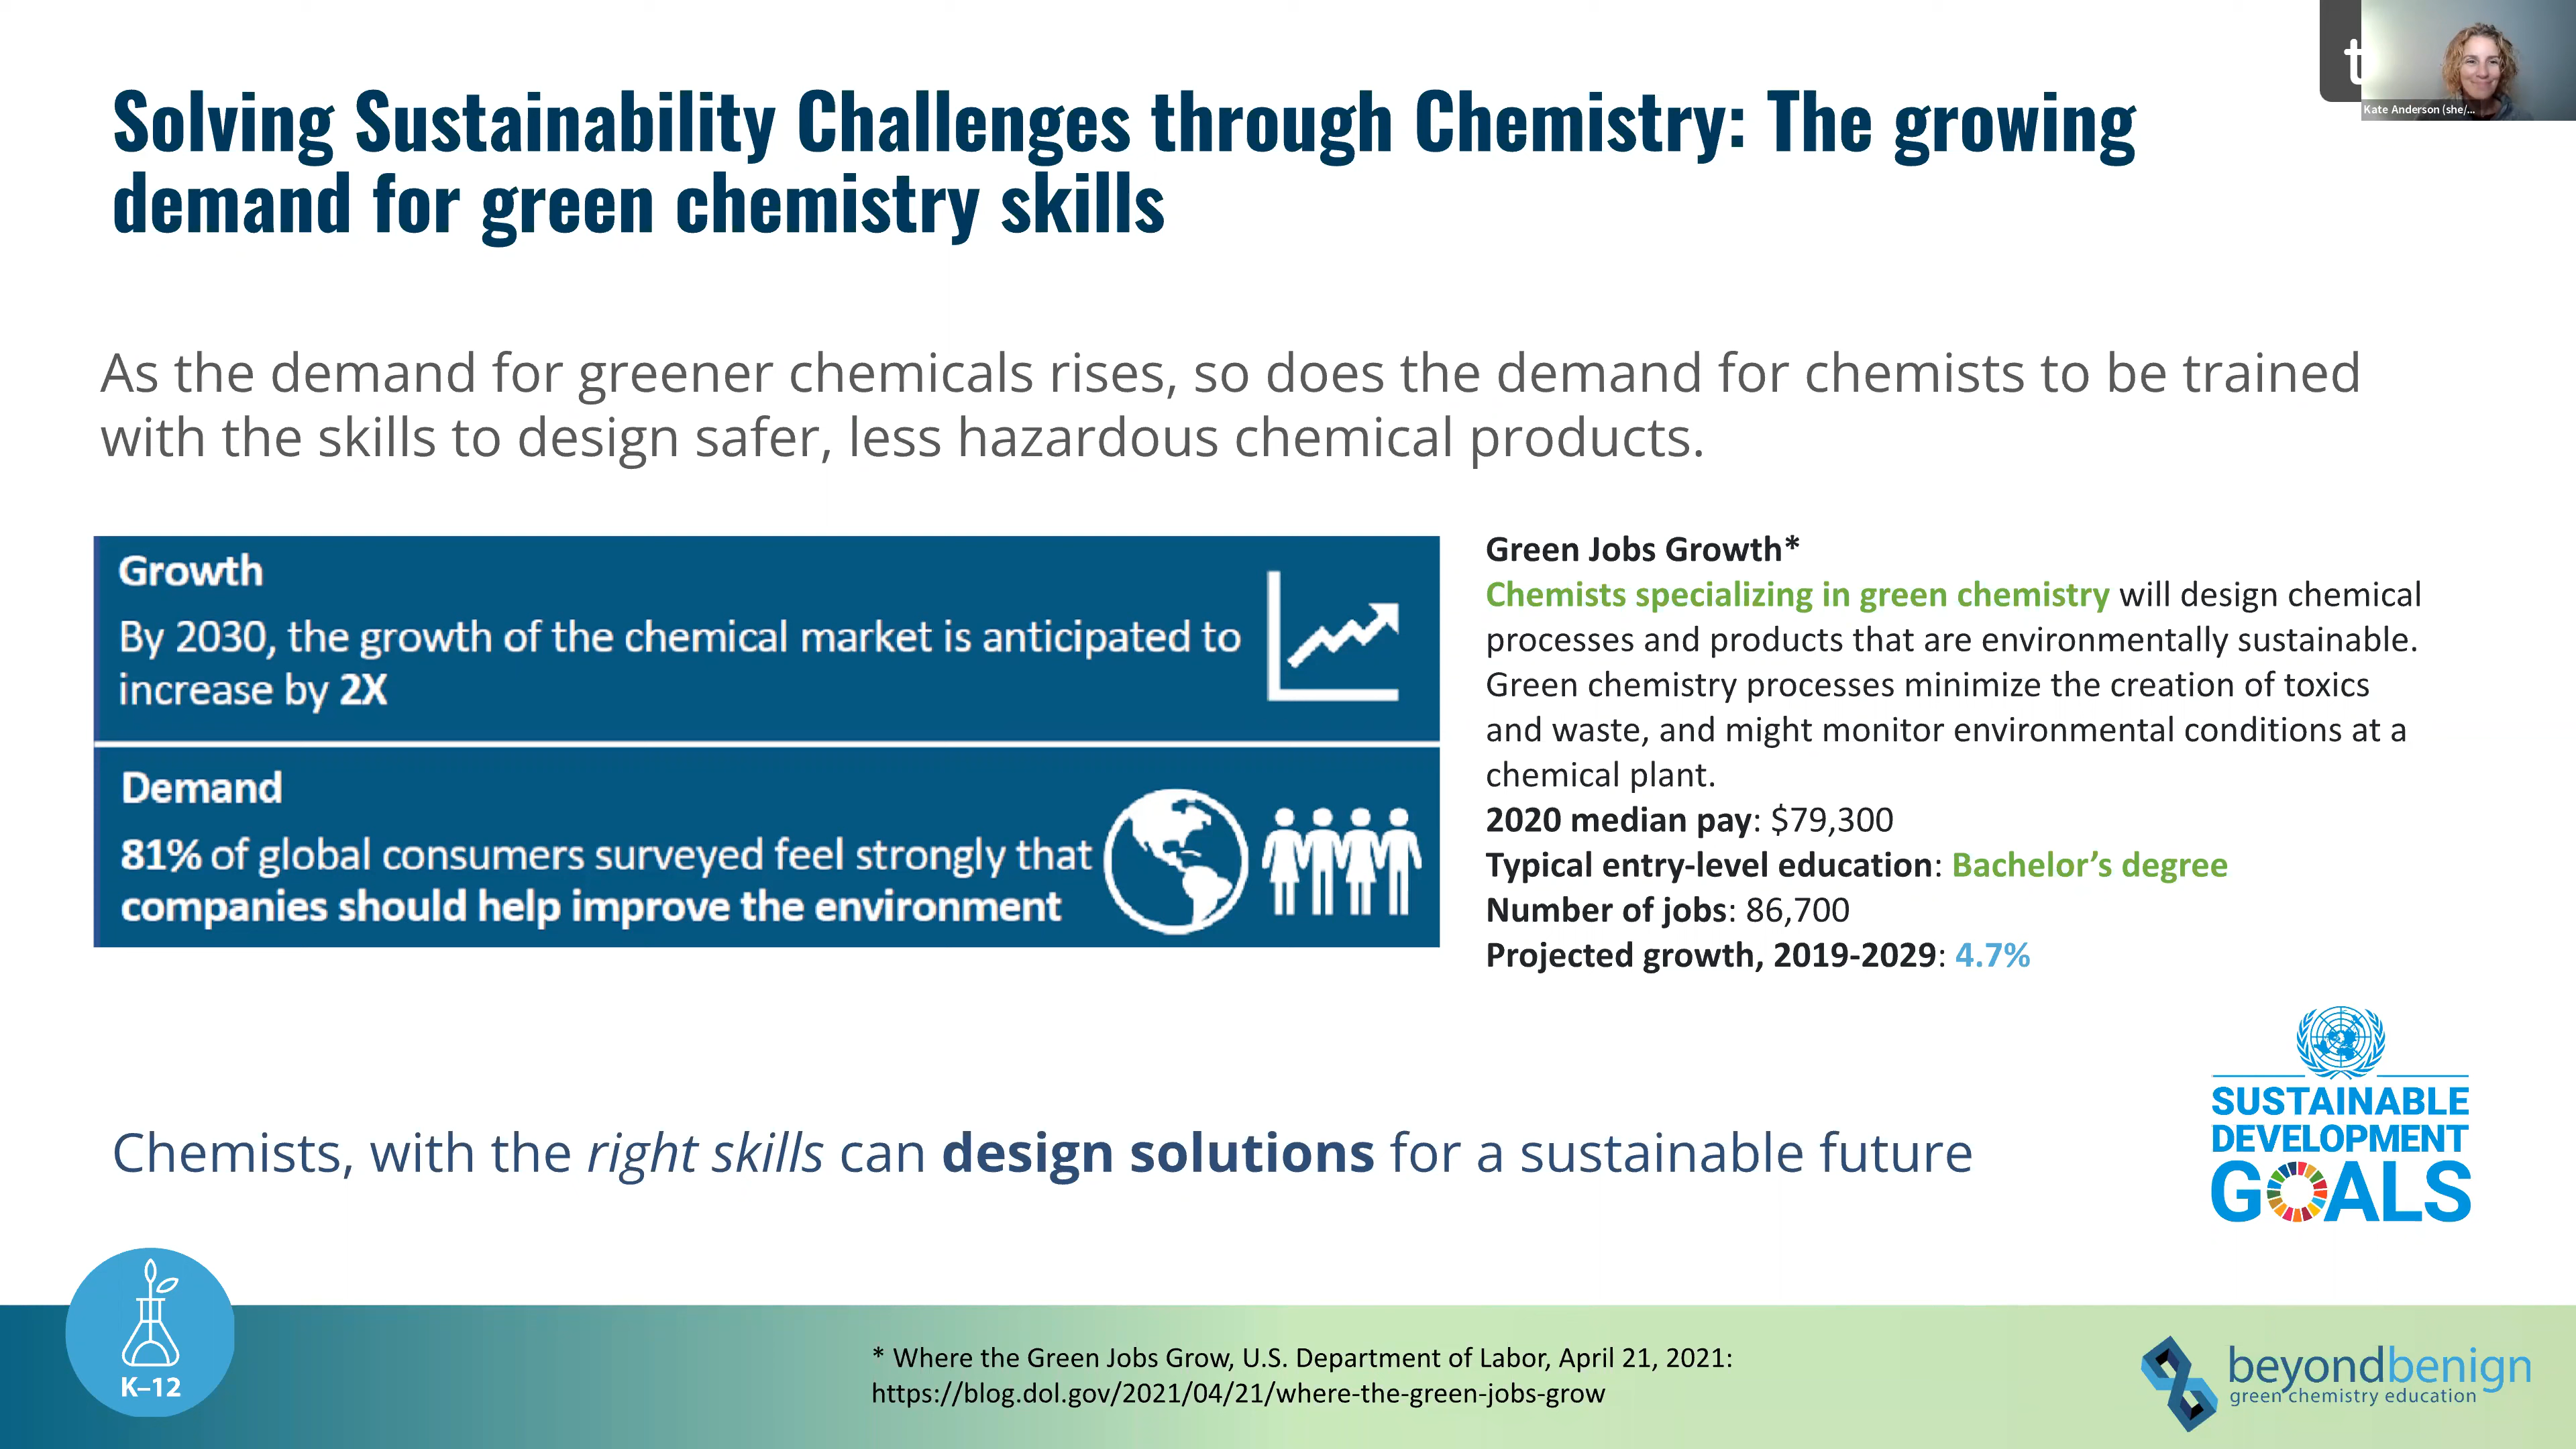 Solving Sustainability Challenges through Chemistry: The growing
demand for green chemistry skills
Kate Anderson (she/...
As the demand for greener chemicals rises, so does the demand for chemists to be trained
with the skills to design safer, less hazardous chemical products.
Growth
By 2030, the growth of the chemical market is anticipated to
increase by 2X
Demand
81% of global consumers surveyed feel strongly that
companies should help improve the environment
Green Jobs Growth*
Chemists specializing in green chemistry will design chemical
processes and products that are environmentally sustainable.
Green chemistry processes minimize the creation of toxics
and waste, and might monitor environmental conditions at a
chemical plant.
2020 median pay: $79,300
Typical entry-level education: Bachelor’s degree
Number of jobs: 86,700
Projected growth, 2019-2029: 4.7%
Chemists, with the right skills can design solutions for a sustainable future
SUSTAINABLE
DEVELOPMENT
GOALS
K–12
* Where the Green Jobs Grow, U.S. Department of Labor, April 21, 2021:
https://blog.dol.gov/2021/04/21/where-the-green-jobs-grow
beyondbenign
green chemistry education